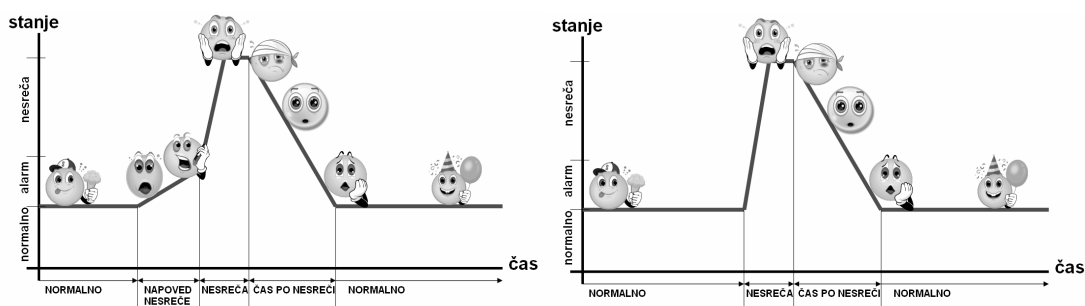 stanje
nesreča
alarm
normalno
čas
NORMALNO
NAPOVED
NESREČE
NESREČA
ČAS PO NESREČI
NORMALNO
stanje
nesreča
alarm
normalno
čas
NORMALNO
NESREČA
ČAS PO NESREČI
NORMALNO